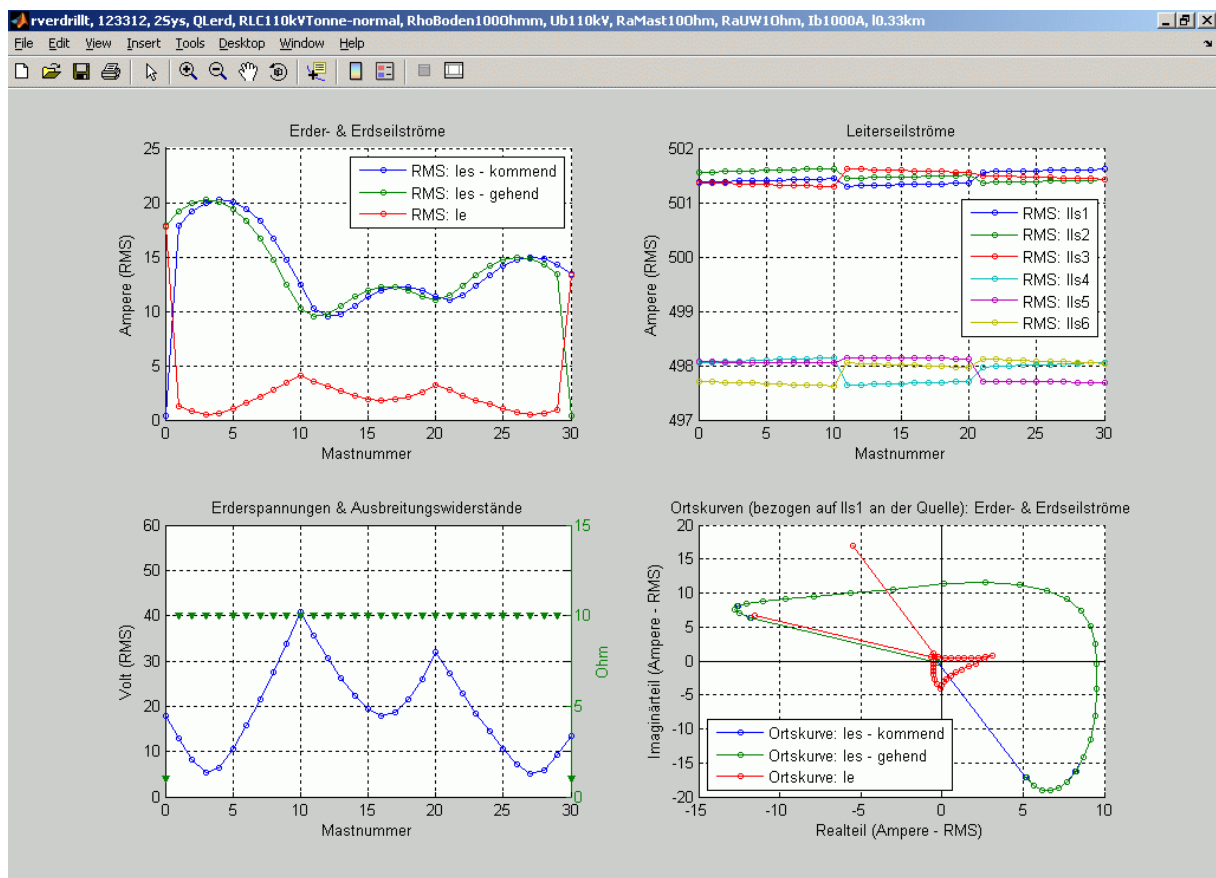 rverdrillt, 123312, 2Sys, QLerd, RLC110kVTonne-normal, RhoBoden100Ohmm, Ub110kV, RaMast10Ohm, RaUW1Ohm, Ib1000A, l0.33km
File Edit View Insert Tools Desktop Window Help
Erder- & Erdseilströme
25
20
15
10
5
0
Ampere (RMS)
RMS: Ies - kommend
RMS: Ies - gehend
RMS: Ie
0 5 10 15 20 25 30
Mastnummer
Leiterseilströme
502
501
500
499
498
497
Ampere (RMS)
RMS: Ils1
RMS: Ils2
RMS: Ils3
RMS: Ils4
RMS: Ils5
RMS: Ils6
0 5 10 15 20 25 30
Mastnummer
Erderspannungen & Ausbreitungswiderstände
60
50
40
30
20
10
0
Volt (RMS)
15
10
5
0
Ohm
0 10 20 30
Mastnummer
Ortskurven (bezogen auf Ils1 an der Quelle): Erder- & Erdseilströme
20
15
10
5
0
-5
-10
-15
-20
Imaginärteil (Ampere - RMS)
Ortskurve: Ies - kommend
Ortskurve: Ies - gehend
Ortskurve: Ie
-15 -10 -5 0 5 10
Realteil (Ampere - RMS)